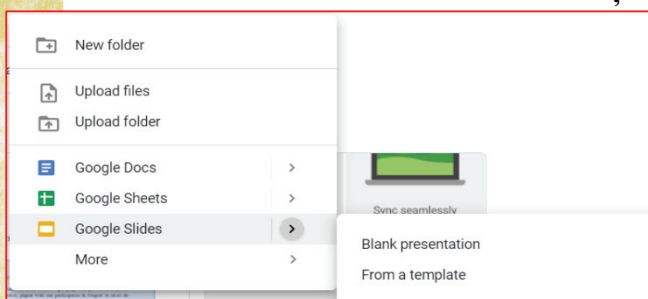 New folder
Upload files
Upload folder
Google Docs
Google Sheets
Google Slides
More
Sync seamlessly
Blank presentation
From a template